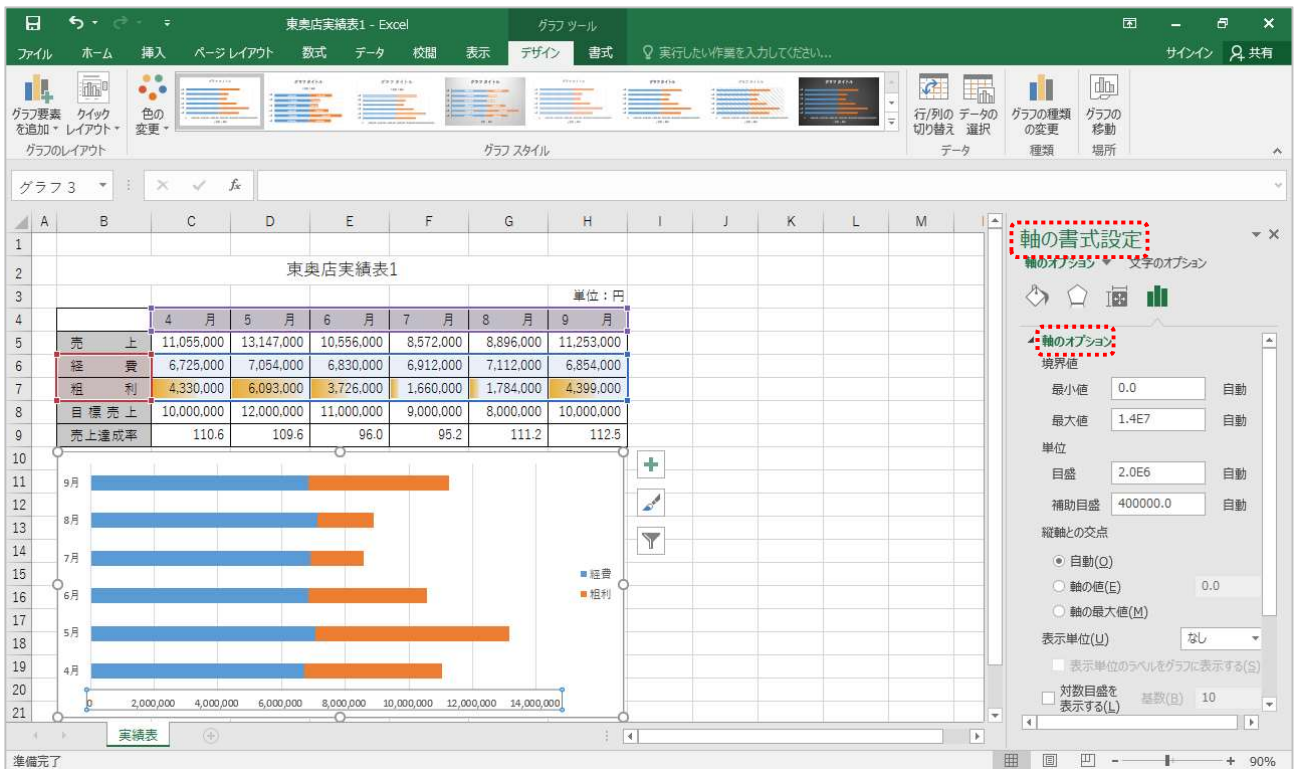 東奥店実績表1 - Excel
グラフ ツール
ファイル ホーム 挿入 ページ レイアウト 数式 データ 校閲 表示 デザイン 書式 実行したい作業を入力してください... サインイン 共有
グラフ要素を追加 クイックレイアウト 色の変更 行/列の切り替え データの選択 グラフの種類の変更 グラフの移動
グラフのレイアウト グラフ スタイル データ 種類 場所
グラフ 3 fx
A B C D E F G H I J K L M
1
2 東奥店実績表1
3 単位：円
4 4 月 5 月 6 月 7 月 8 月 9 月
5 売 上 11,055,000 13,147,000 10,556,000 8,572,000 8,896,000 11,253,000
6 経 費 6,725,000 7,054,000 6,830,000 6,912,000 7,112,000 6,854,000
7 粗 利 4,330,000 6,093,000 3,726,000 1,660,000 1,784,000 4,399,000
8 目標売上 10,000,000 12,000,000 11,000,000 9,000,000 8,000,000 10,000,000
9 売上達成率 110.6 109.6 96.0 95.2 111.2 112.5
10
11 9月
12
13 8月
14 7月
15 経費
16 6月 粗利
17
18 5月
19 4月
20
21 0 2,000,000 4,000,000 6,000,000 8,000,000 10,000,000 12,000,000 14,000,000
実績表
準備完了
90%
軸の書式設定
軸のオプション 文字のオプション
軸のオプション
境界値
最小値 0.0 自動
最大値 1.4E7 自動
単位
目盛 2.0E6 自動
補助目盛 400000.0 自動
縦軸との交点
自動(O)
軸の値(E) 0.0
軸の最大値(M)
表示単位(U) なし
表示単位のラベルをグラフに表示する(S)
対数目盛を表示する(L) 基数(B) 10